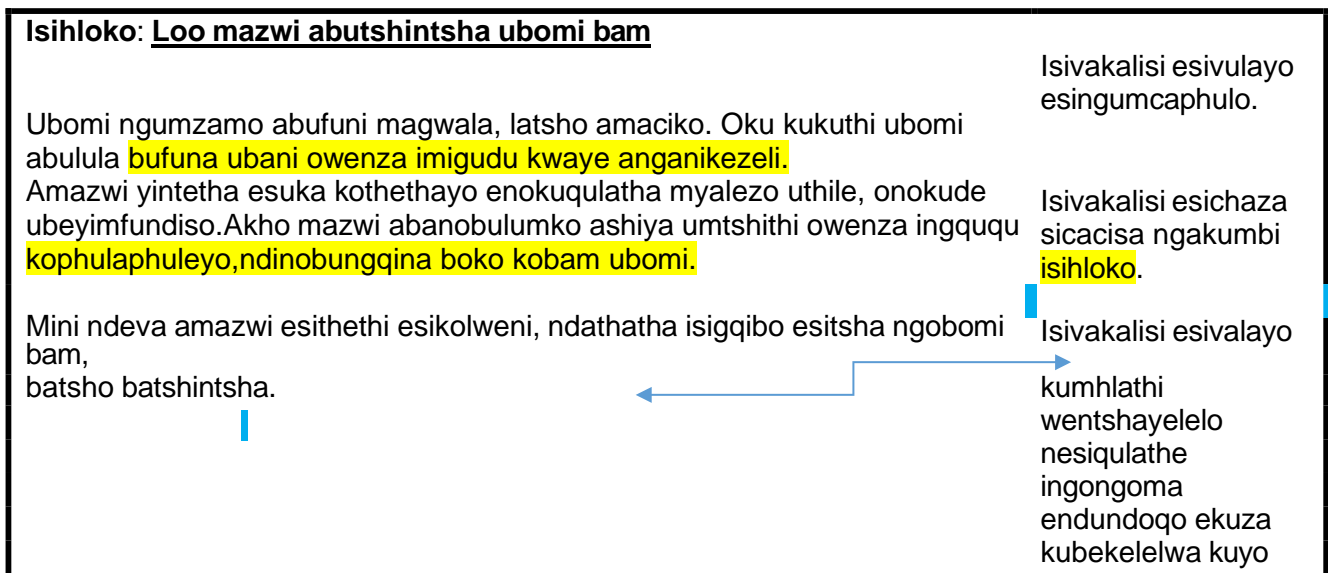 Isihloko: Loo mazwi abutshintsha ubomi bam
Ubomi ngumzamo abufuni magwala, latsho amaciko. Oku kukuthi ubomi
abulula bufuna ubani owenza imigudu kwaye anganikezeli.
Amazwi yintetha esuka kothethayo enokuqulatha myalezo uthile, onokude
ubeyimfundiso.Akho mazwi abanobulumko ashiya umtshithi owenza ingququ
kophulaphuleyo,ndinobungqina boko kobam ubomi.
Mini ndeva amazwi esithethi esikolweni, ndathatha isigqibo esitsha ngobomi
bam,
batsho batshintsha.
Isivakalisi esivulayo
esingumcaphulo.
Isivakalisi esichaza
sicacisa ngakumbi
isihloko.
Isivakalisi esivalayo
kumhlathi
wentshayelelo
nesiqulathe
ingongoma
endundoqo ekuza
kubekelelwa kuyo